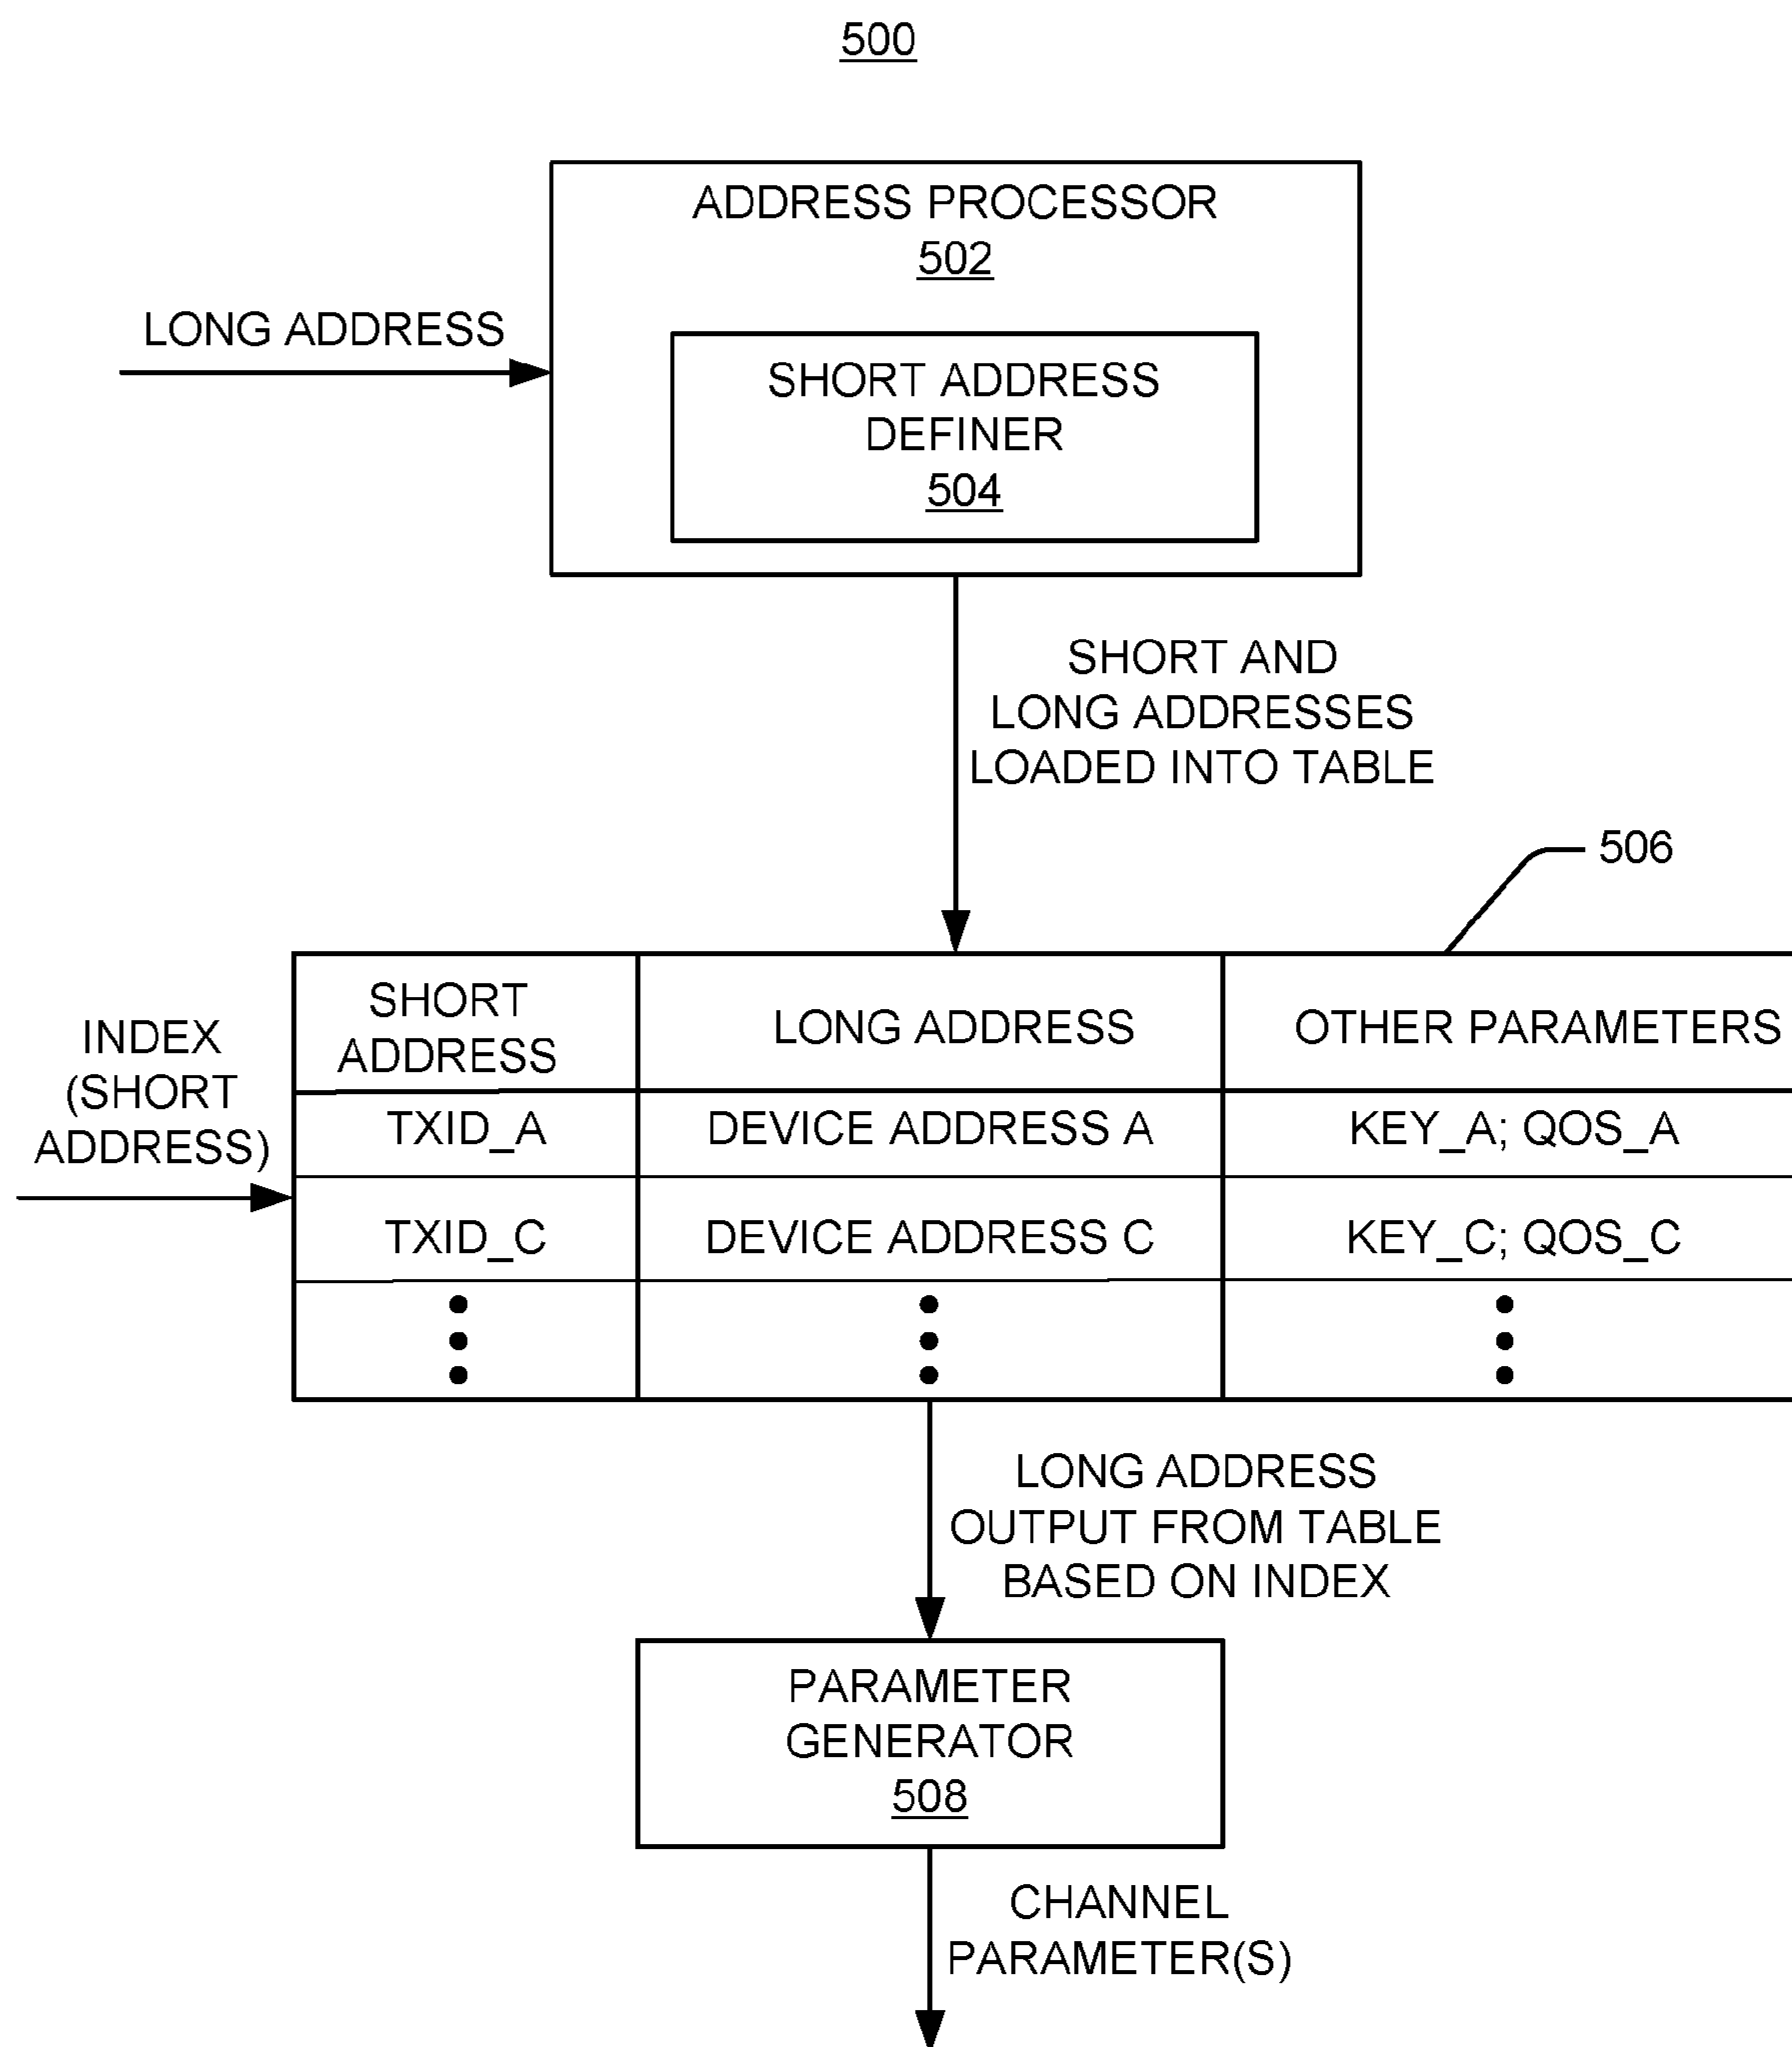 500
ADDRESS PROCESSOR
502
LONG ADDRESS
SHORT ADDRESS
DEFINER
504
SHORT AND
LONG ADDRESSES
LOADED INTO TABLE
506
INDEX
(SHORT
ADDRESS)
SHORT
ADDRESS
LONG ADDRESS
OTHER PARAMETERS
TXID_A
DEVICE ADDRESS A
KEY_A; QOS_A
TXID_C
DEVICE ADDRESS C
KEY_C; QOS_C
LONG ADDRESS
OUTPUT FROM TABLE
BASED ON INDEX
PARAMETER
GENERATOR
508
CHANNEL
PARAMETER(S)